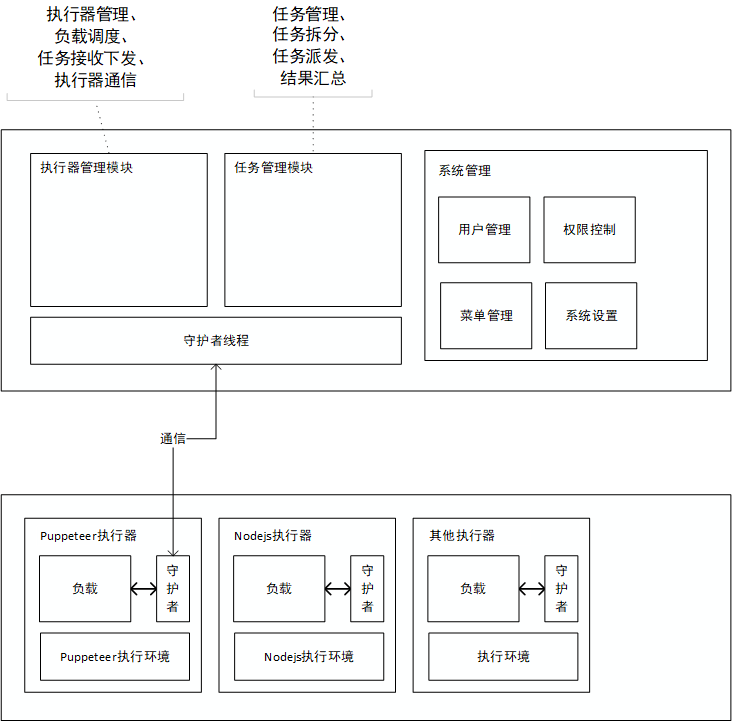 执行器管理、
负载调度、
任务接收下发、
执行器通信
任务管理、
任务拆分、
任务派发、
结果汇总
执行器管理模块
任务管理模块
系统管理
用户管理
权限控制
菜单管理
系统设置
守护者线程
通信
Puppeteer执行器
负载
守
护
者
Puppeteer执行环境
Nodejs执行器
负载
守
护
者
Nodejs执行环境
其他执行器
负载
守
护
者
执行环境